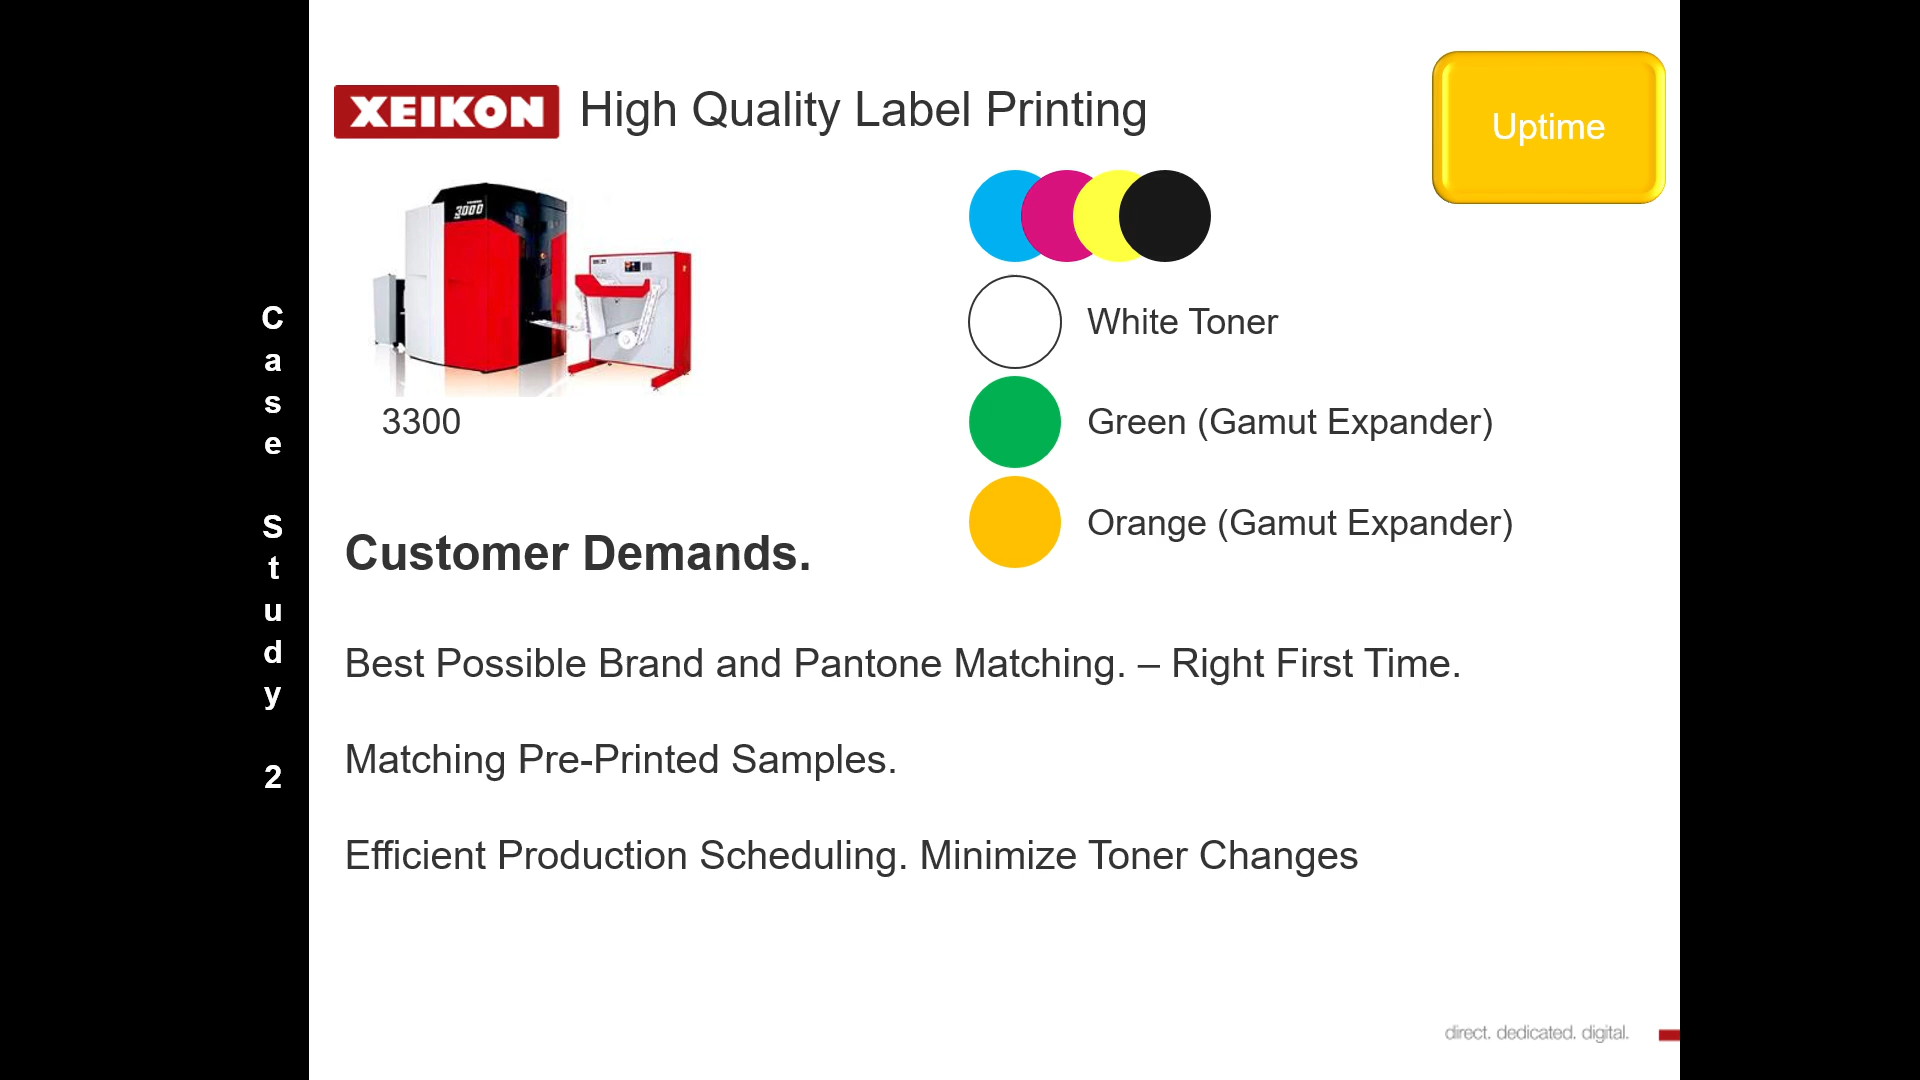 XEIKON High Quality Label Printing
Uptime
3000
White Toner
Green (Gamut Expander)
3300
Orange (Gamut Expander)
Customer Demands.
Best Possible Brand and Pantone Matching. – Right First Time.
Matching Pre-Printed Samples.
Efficient Production Scheduling. Minimize Toner Changes
Case Study 2
direct. dedicated. digital.